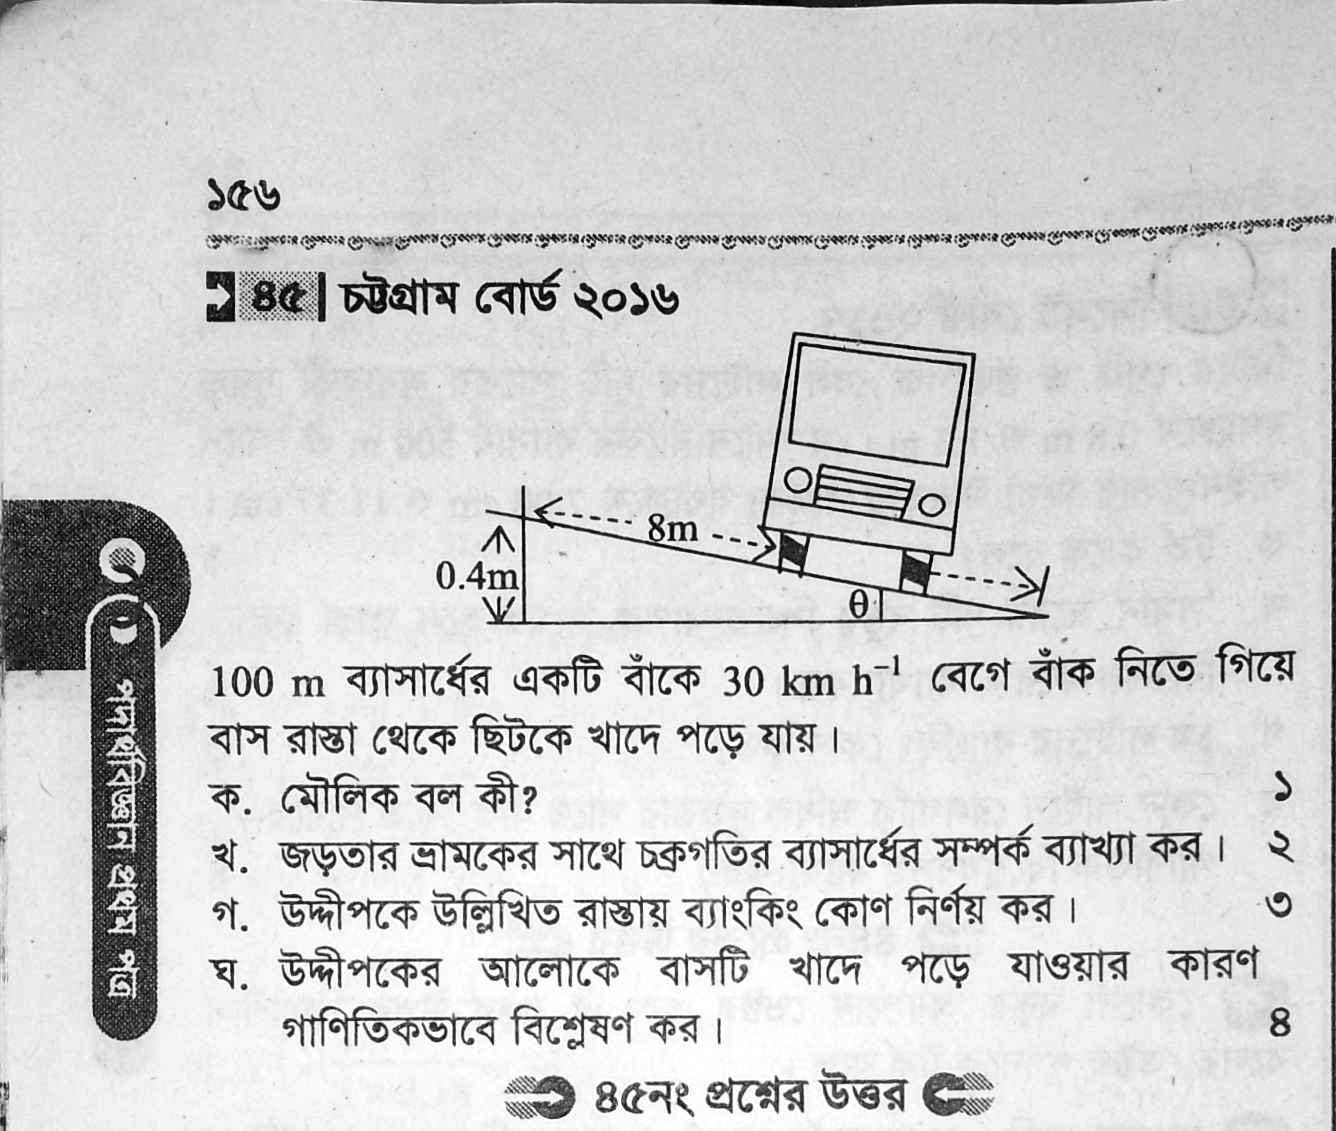 ১৫৬
৪৫ চট্টগ্রাম বোর্ড ২০১৬
8m
0.4m
θ
100 m ব্যাসার্ধের একটি বাঁকে 30 km h⁻¹ বেগে বাঁক নিতে গিয়ে
বাস রাস্তা থেকে ছিটকে খাদে পড়ে যায়।
ক. মৌলিক বল কী? ১
খ. জড়তার ভ্রামকের সাথে চক্রগতির ব্যাসার্ধের সম্পর্ক ব্যাখ্যা কর। ২
গ. উদ্দীপকে উল্লিখিত রাস্তায় ব্যাংকিং কোণ নির্ণয় কর। ৩
ঘ. উদ্দীপকের আলোকে বাসটি খাদে পড়ে যাওয়ার কারণ
গাণিতিকভাবে বিশ্লেষণ কর। ৪
৪৫নং প্রশ্নের উত্তর
পদার্থবিজ্ঞান প্রথম পত্র